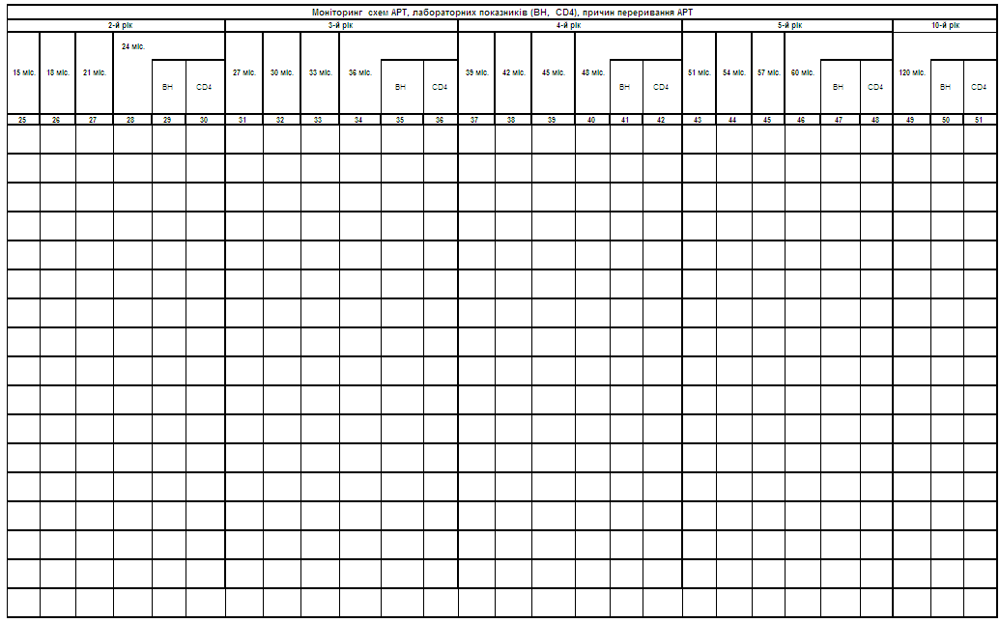 Моніторинг схем АРТ, лабораторних показників (ВН, CD4), причин переривання АРТ
2-й рік 3-й рік 4-й рік 5-й рік 10-й рік
24 міс.
15 міс. 18 міс. 21 міс. 27 міс. 30 міс. 33 міс. 36 міс. 39 міс. 42 міс. 45 міс. 48 міс. 51 міс. 54 міс. 57 міс. 60 міс. 120 міс.
ВН CD4 ВН CD4 ВН CD4 ВН CD4 ВН CD4
25 26 27 28 29 30 31 32 33 34 35 36 37 38 39 40 41 42 43 44 45 46 47 48 49 50 51